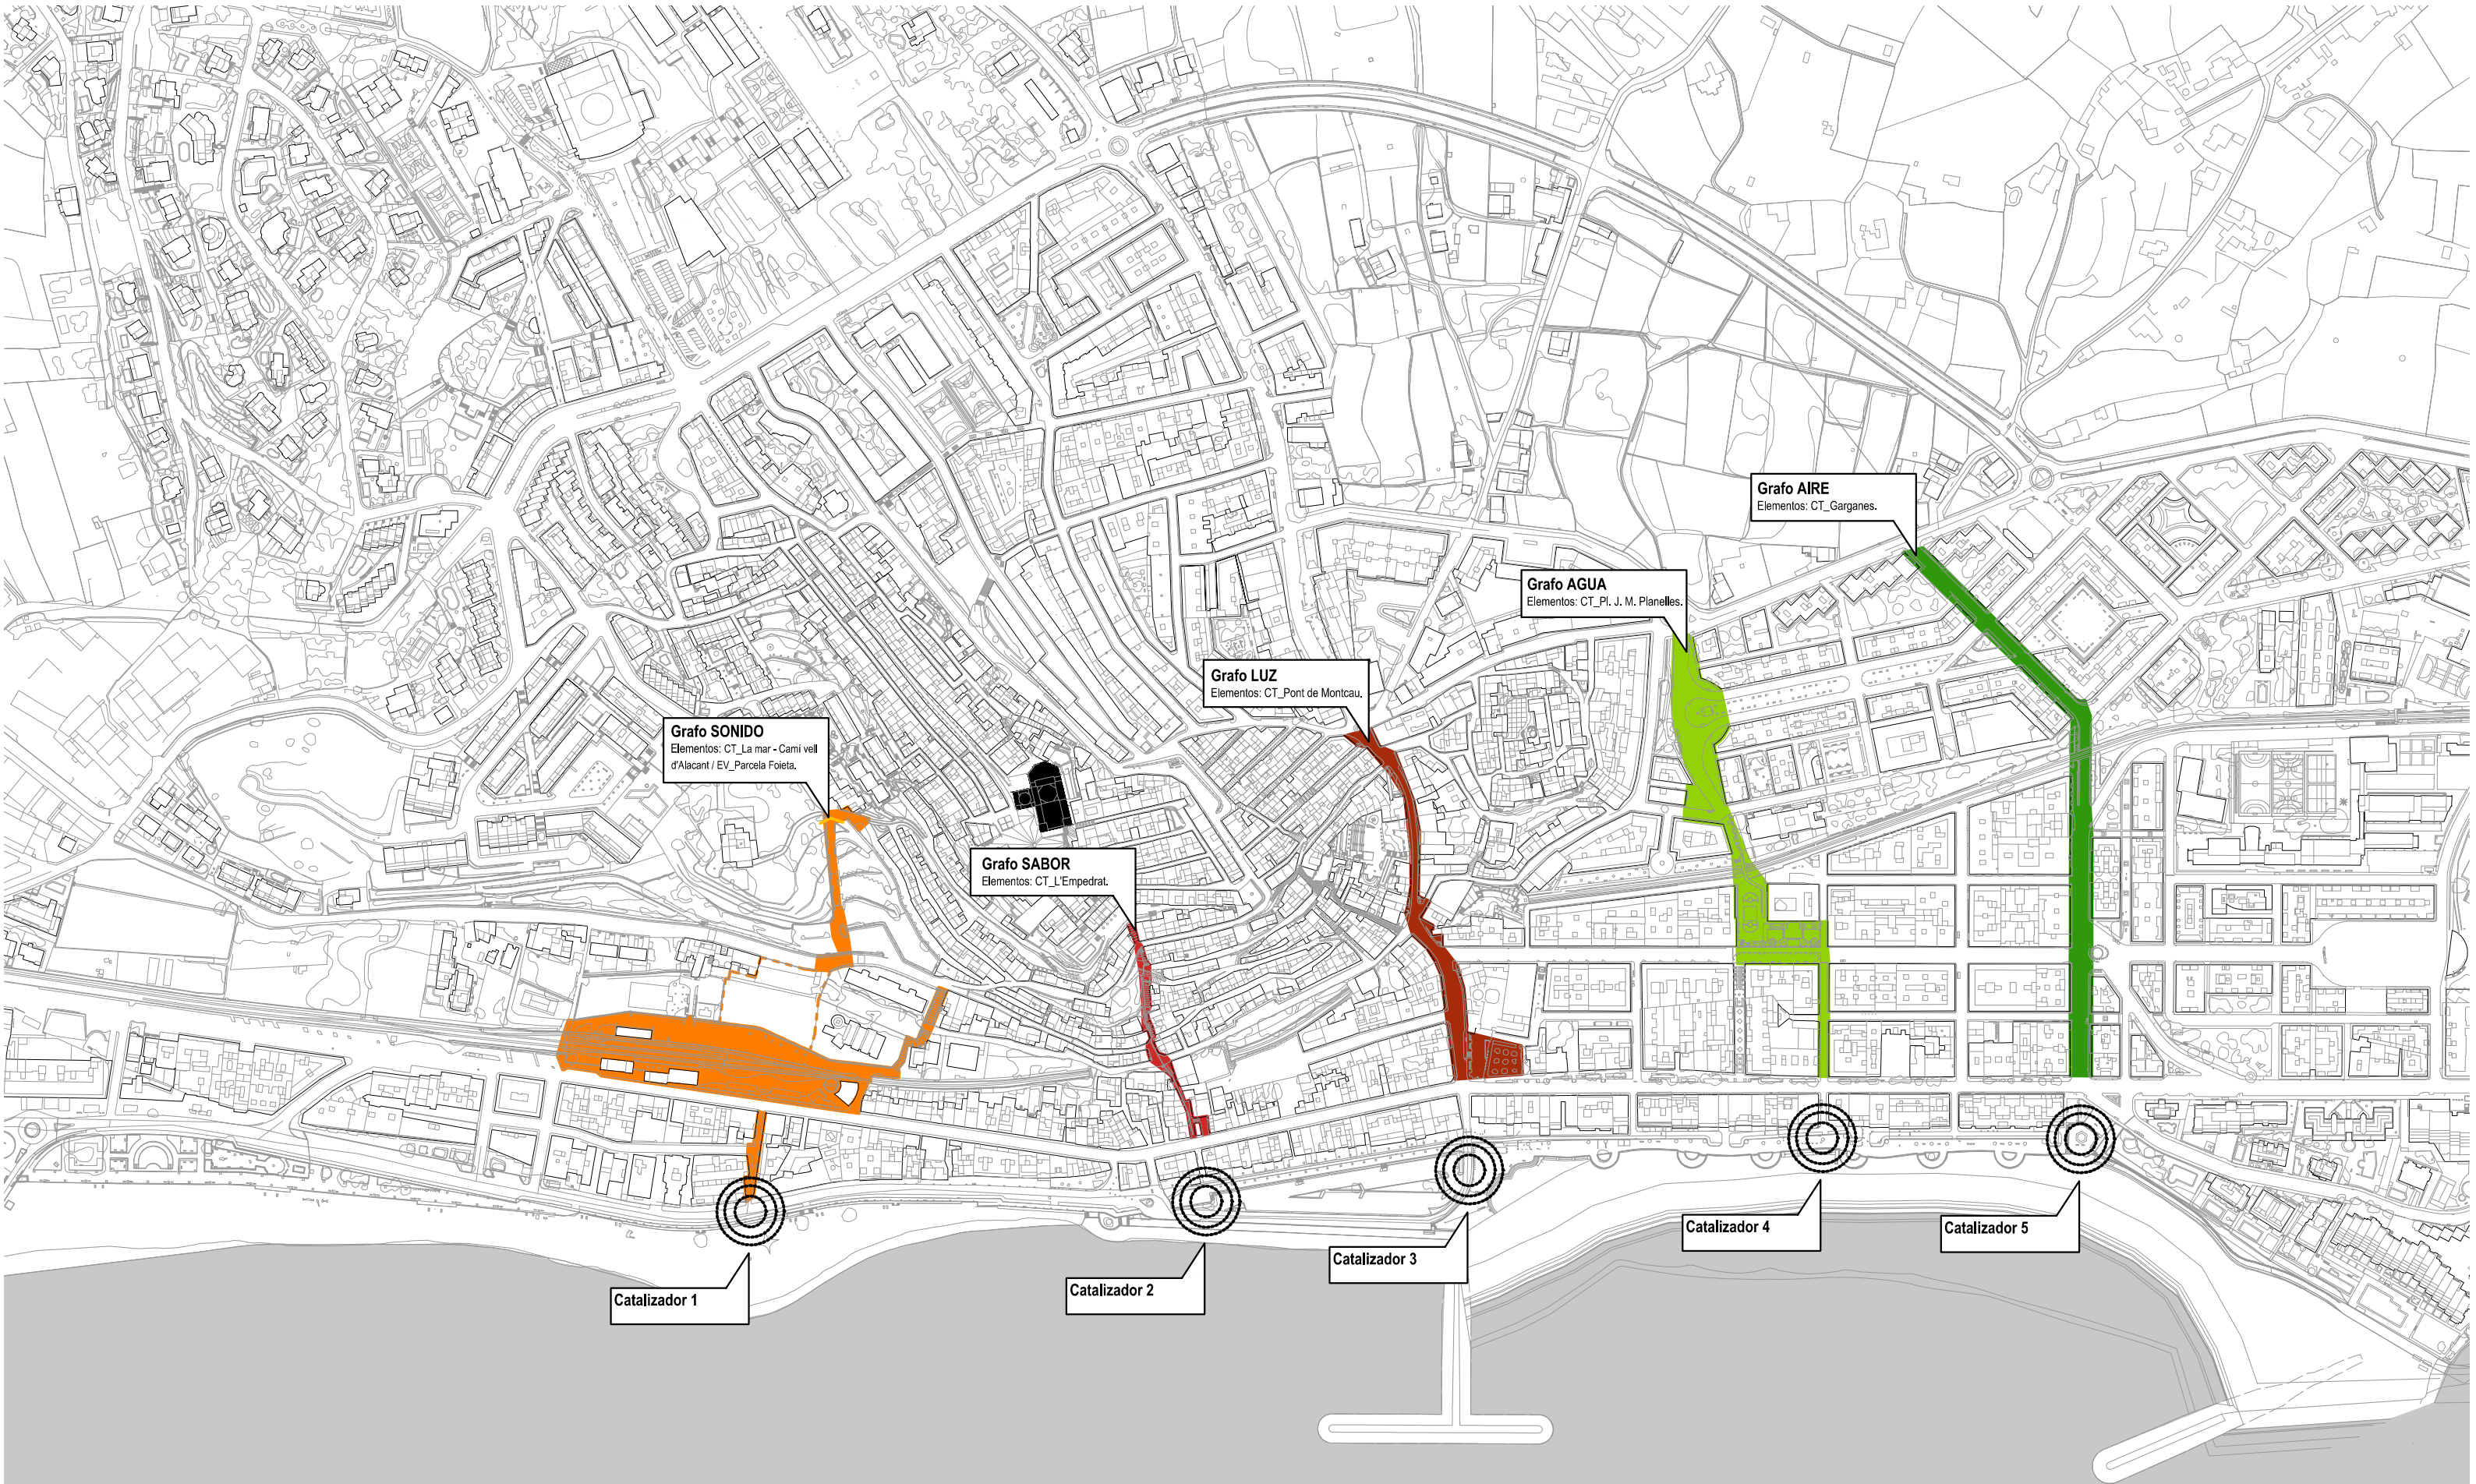 Grafo AIRE
Elementos: CT_Garganes.
Grafo AGUA
Elementos: CT_Pl. J. M. Planelles.
Grafo LUZ
Elementos: CT_Pont de Montcau.
Grafo SONIDO
Elementos: CT_La mar - Camí vell
d'Alacant / EV_Parcela Foieta.
Grafo SABOR
Elementos: CT_L'Empedrat.
Catalizador 1
Catalizador 2
Catalizador 3
Catalizador 4
Catalizador 5